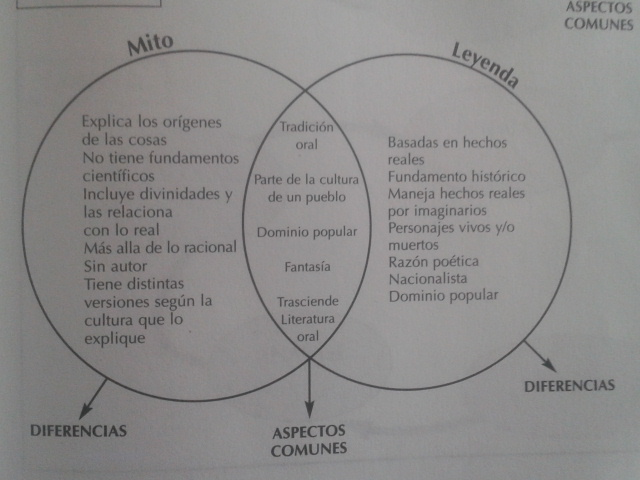 ASPECTOS
COMUNES
Mito
Explica los orígenes
de las cosas
No tiene fundamentos
científicos
Incluye divinidades y
las relaciona
con lo real
Más alla de lo racional
Sin autor
Tiene distintas
versiones según la
cultura que lo
explique
Tradición
oral
Parte de la cultura
de un pueblo
Dominio popular
Fantasía
Trasciende
Literatura
oral
Leyenda
Basadas en hechos
reales
Fundamento histórico
Maneja hechos reales
por imaginarios
Personajes vivos y/o
muertos
Razón poética
Nacionalista
Dominio popular
DIFERENCIAS
ASPECTOS
COMUNES
DIFERENCIAS